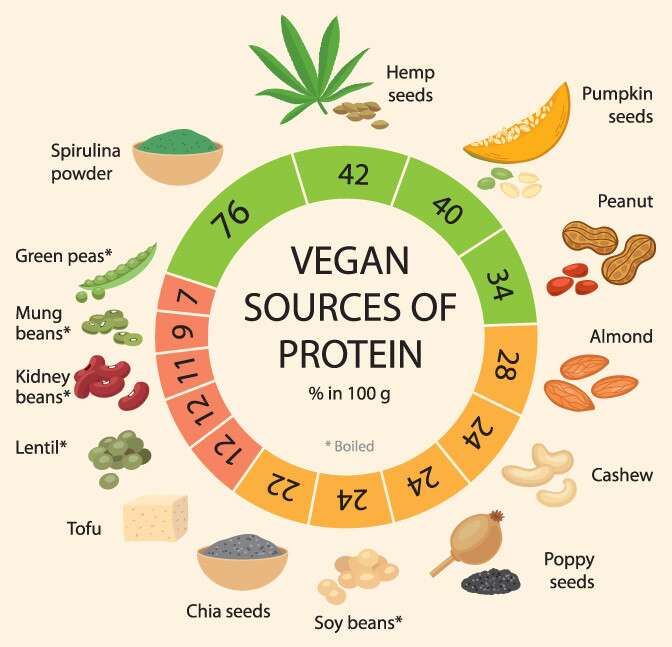 Hemp
seeds
Pumpkin
seeds
Spirulina
powder
Peanut
Green peas*
Mung
beans*
Almond
Kidney
beans*
Lentil*
Cashew
Tofu
Poppy
seeds
Chia seeds
Soy beans*
76
42
40
34
28
24
24
24
22
12
12
11
9
7
VEGAN
SOURCES OF
PROTEIN
% in 100 g
* Boiled